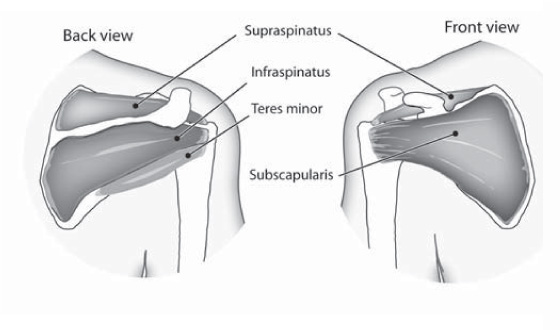 Back view
Supraspinatus
Front view
Infraspinatus
Teres minor
Subscapularis